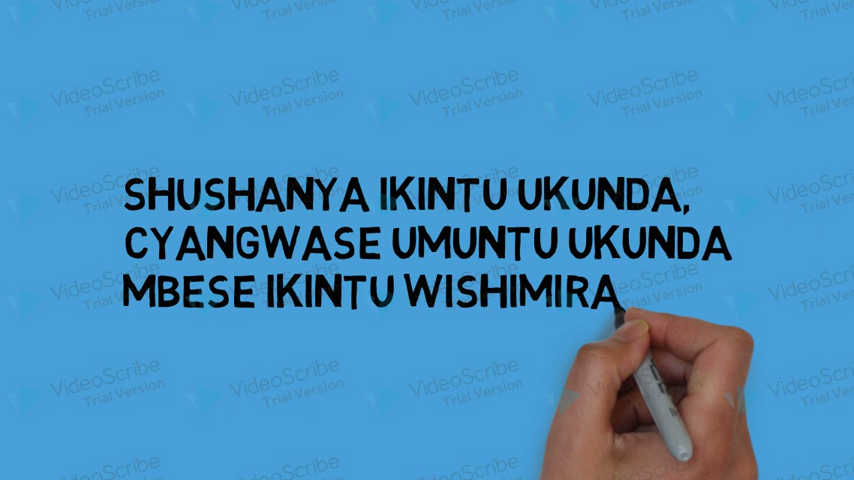 SHUSHANYA IKINTU UKUNDA,
CYANGWASE UMUNTU UKUNDA
MBESE IKINTU WISHIMIRA
VideoScribe
Trial Version